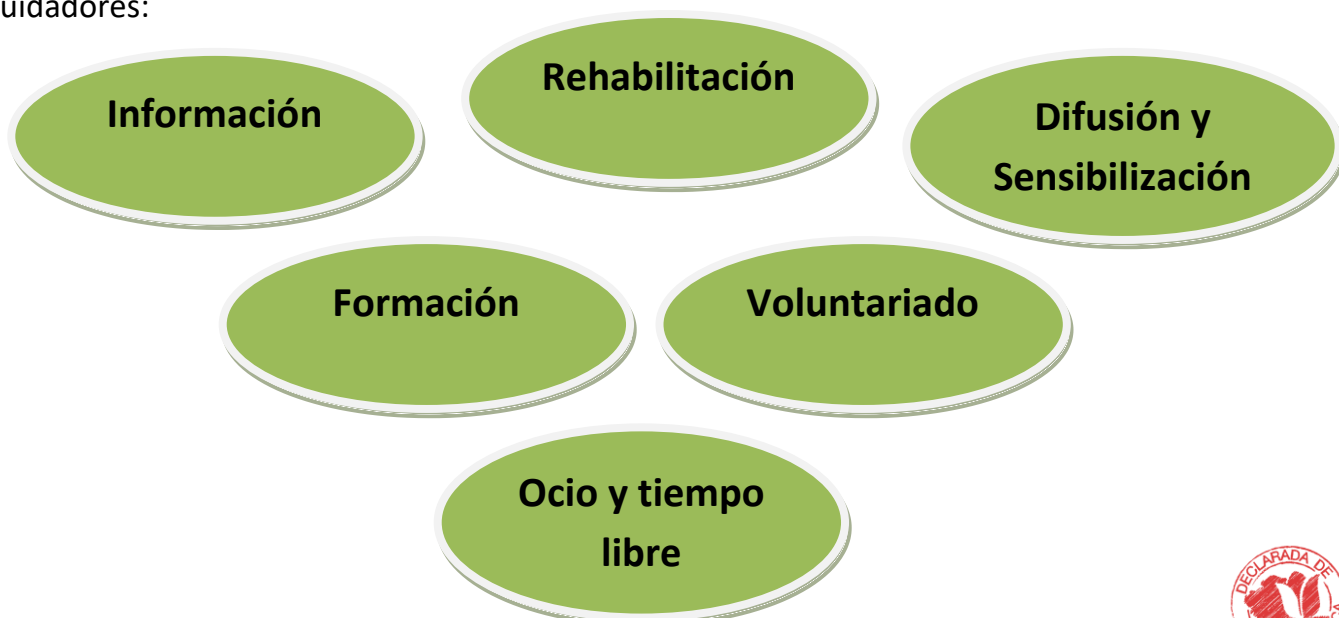 uidadores:
Información
Rehabilitación
Difusión y
Sensibilización
Formación
Voluntariado
Ocio y tiempo
libre
DECLARADA DE